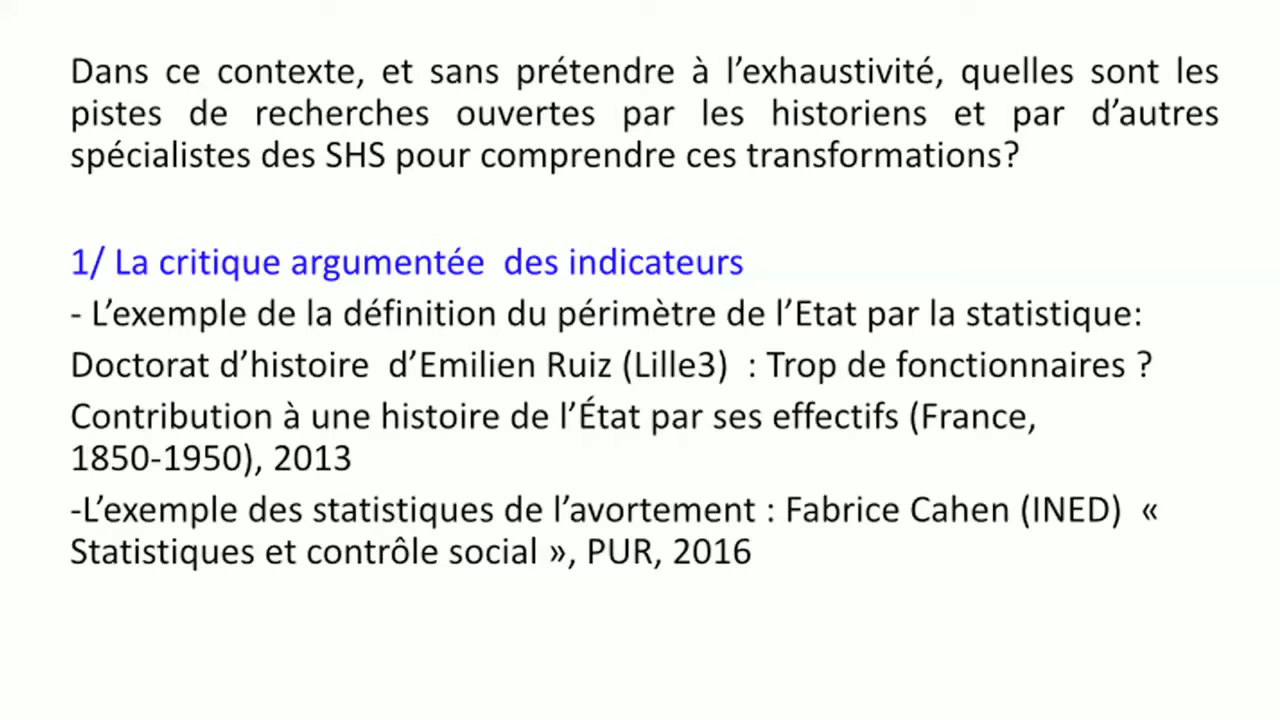 Dans ce contexte, et sans prétendre à l’exhaustivité, quelles sont les
pistes de recherches ouvertes par les historiens et par d’autres
spécialistes des SHS pour comprendre ces transformations?
1/ La critique argumentée  des indicateurs
- L’exemple de la définition du périmètre de l’Etat par la statistique:
Doctorat d’histoire  d’Emilien Ruiz (Lille3)  : Trop de fonctionnaires ?
Contribution à une histoire de l’État par ses effectifs (France,
1850-1950), 2013
-L’exemple des statistiques de l’avortement : Fabrice Cahen (INED)  «
Statistiques et contrôle social », PUR, 2016